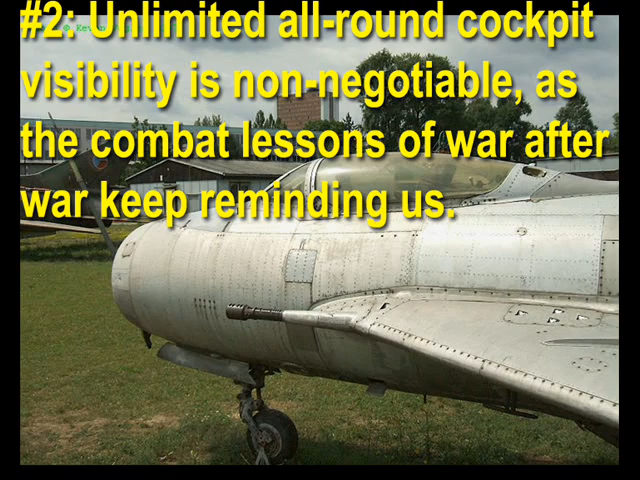 #2: Unlimited all-round cockpit
visibility is non-negotiable, as
the combat lessons of war after
war keep reminding us.